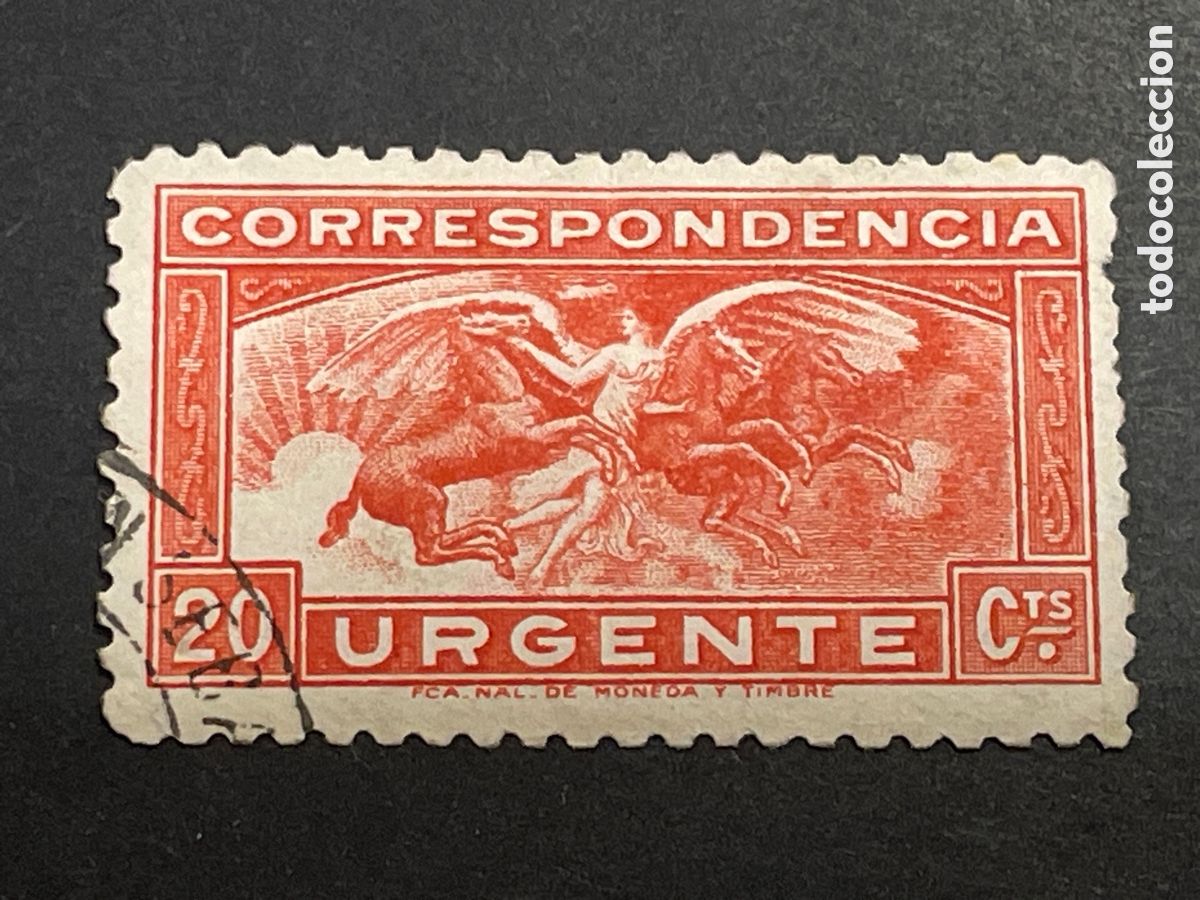 CORRESPONDENCIA
20
URGENTE
CTS.
FCA. NAL. DE MONEDA Y TIMBRE
todocoleccion